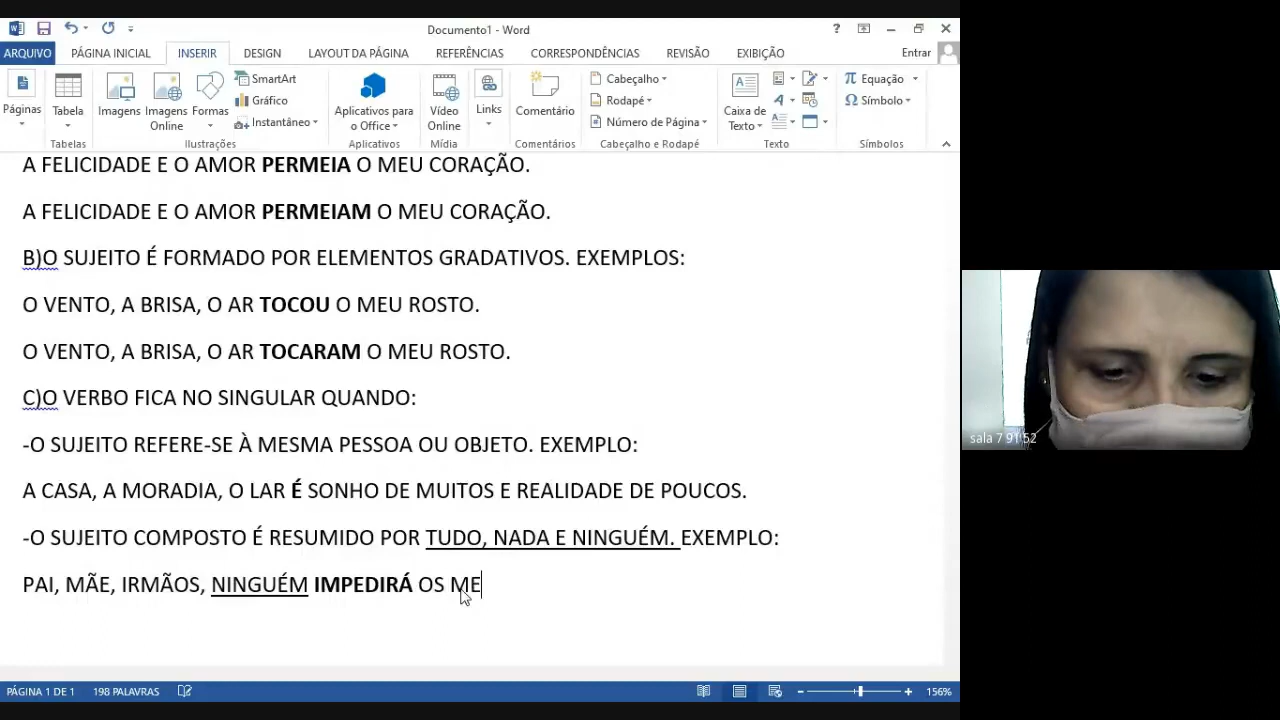 Documento1 - Word
ARQUIVO PÁGINA INICIAL INSERIR DESIGN LAYOUT DA PÁGINA REFERÊNCIAS CORRESPONDÊNCIAS REVISÃO EXIBIÇÃO Entrar
Páginas
Tabela
Imagens
Imagens Online
Formas
SmartArt
Gráfico
Instantâneo
Aplicativos para o Office
Vídeo Online
Links
Comentário
Cabeçalho
Rodapé
Número de Página
Caixa de Texto
Equação
Símbolo
Tabelas Ilustrações Aplicativos Mídia Comentários Cabeçalho e Rodapé Texto Símbolos
A FELICIDADE E O AMOR PERMEIA O MEU CORAÇÃO.
A FELICIDADE E O AMOR PERMEIAM O MEU CORAÇÃO.
B)O SUJEITO É FORMADO POR ELEMENTOS GRADATIVOS. EXEMPLOS:
O VENTO, A BRISA, O AR TOCOU O MEU ROSTO.
O VENTO, A BRISA, O AR TOCARAM O MEU ROSTO.
C)O VERBO FICA NO SINGULAR QUANDO:
-O SUJEITO REFERE-SE À MESMA PESSOA OU OBJETO. EXEMPLO:
A CASA, A MORADIA, O LAR É SONHO DE MUITOS E REALIDADE DE POUCOS.
-O SUJEITO COMPOSTO É RESUMIDO POR TUDO, NADA E NINGUÉM. EXEMPLO:
PAI, MÃE, IRMÃOS, NINGUÉM IMPEDIRÁ OS ME
sala 7 91 52
PÁGINA 1 DE 1 198 PALAVRAS 156%